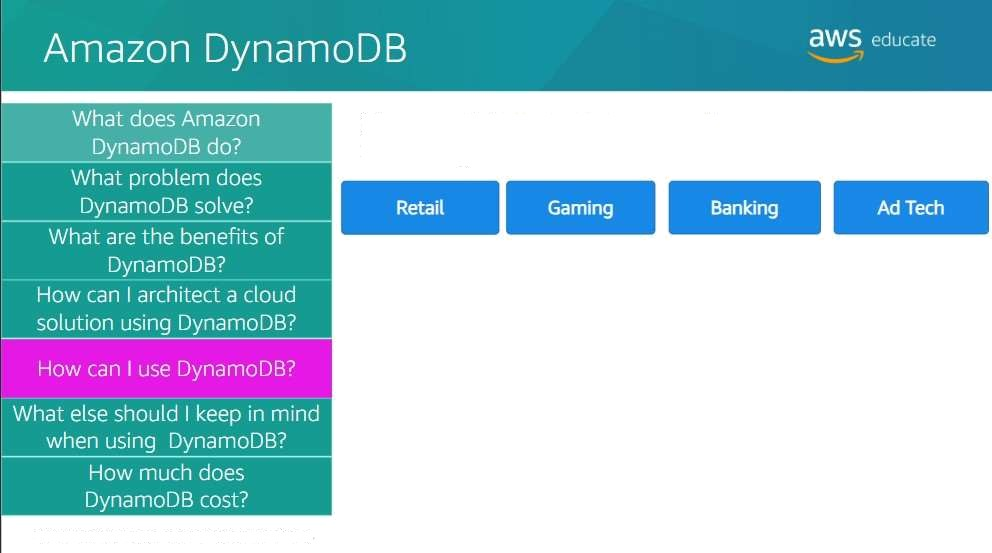 Amazon DynamoDB
aws educate
What does Amazon
DynamoDB do?
What problem does
DynamoDB solve?
What are the benefits of
DynamoDB?
How can I architect a cloud
solution using DynamoDB?
How can I use DynamoDB?
What else should I keep in mind
when using  DynamoDB?
How much does
DynamoDB cost?
Retail
Gaming
Banking
Ad Tech